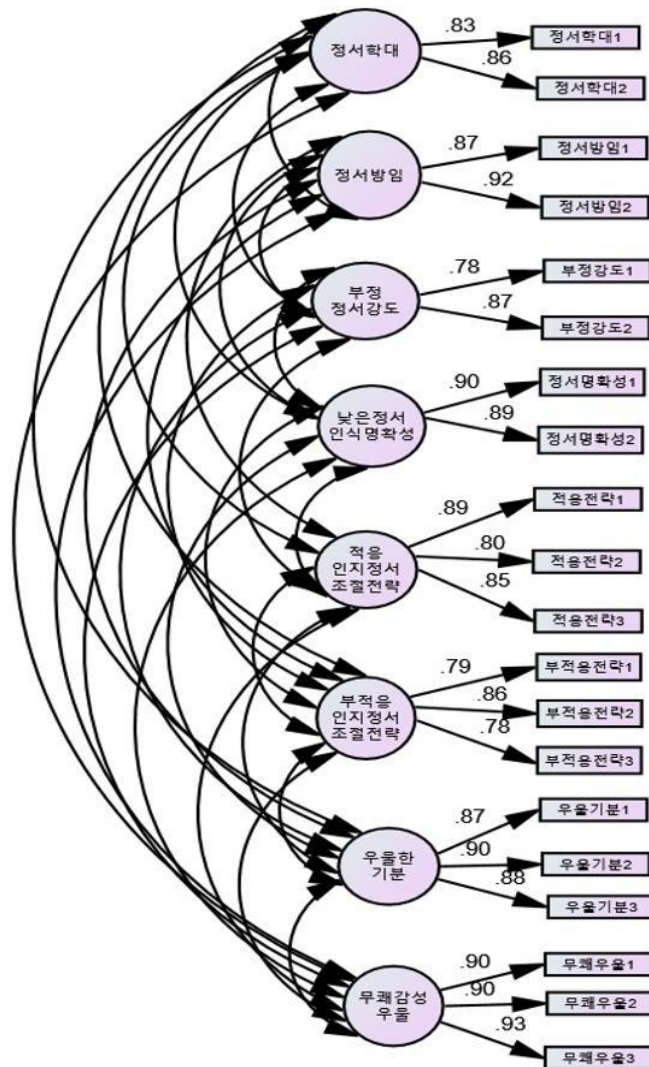 정서학대
.83
정서학대1
.86
정서학대2
정서방임
.87
정서방임1
.92
정서방임2
부정
정서강도
.78
부정강도1
.87
부정강도2
낮은정서
인식명확성
.90
정서명확성1
.89
정서명확성2
적응
인지정서
조절전략
.89
적응전략1
.80
적응전략2
.85
적응전략3
부적응
인지정서
조절전략
.79
부적응전략1
.86
부적응전략2
.78
부적응전략3
우울한
기분
.87
우울기분1
.90
우울기분2
.88
우울기분3
무쾌감성
우울
.90
무쾌우울1
.90
무쾌우울2
.93
무쾌우울3